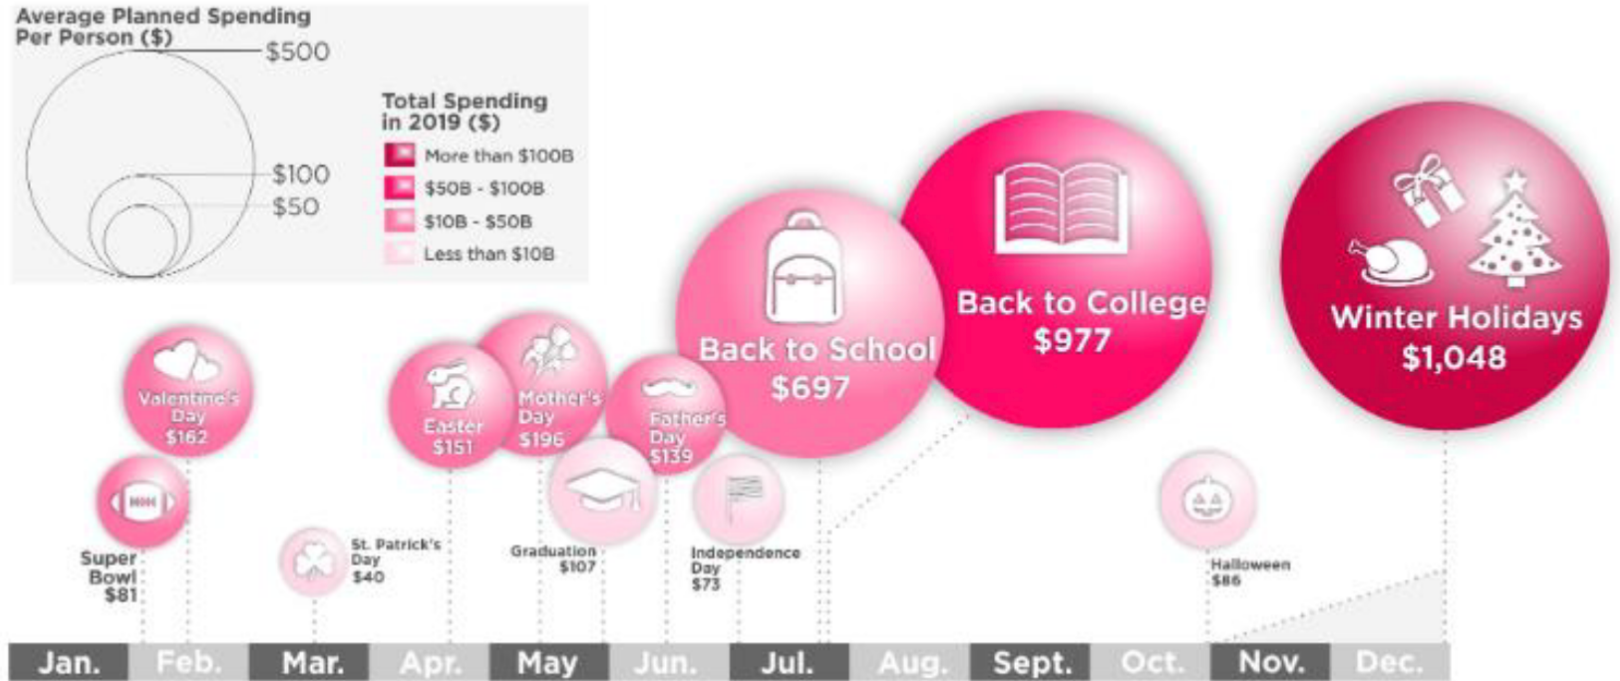 Average Planned Spending
Per Person ($)
$500
$100
$50
Total Spending
in 2019 ($)
More than $100B
$50B - $100B
$10B - $50B
Less than $10B
Valentine's
Day
$162
Super
Bowl
$81
St. Patrick's
Day
$40
Easter
$151
Mother's
Day
$196
Graduation
$107
Father's
Day
$139
Independence
Day
$73
Back to School
$697
Back to College
$977
Halloween
$86
Winter Holidays
$1,048
Jan. Feb. Mar. Apr. May Jun. Jul. Aug. Sept. Oct. Nov. Dec.